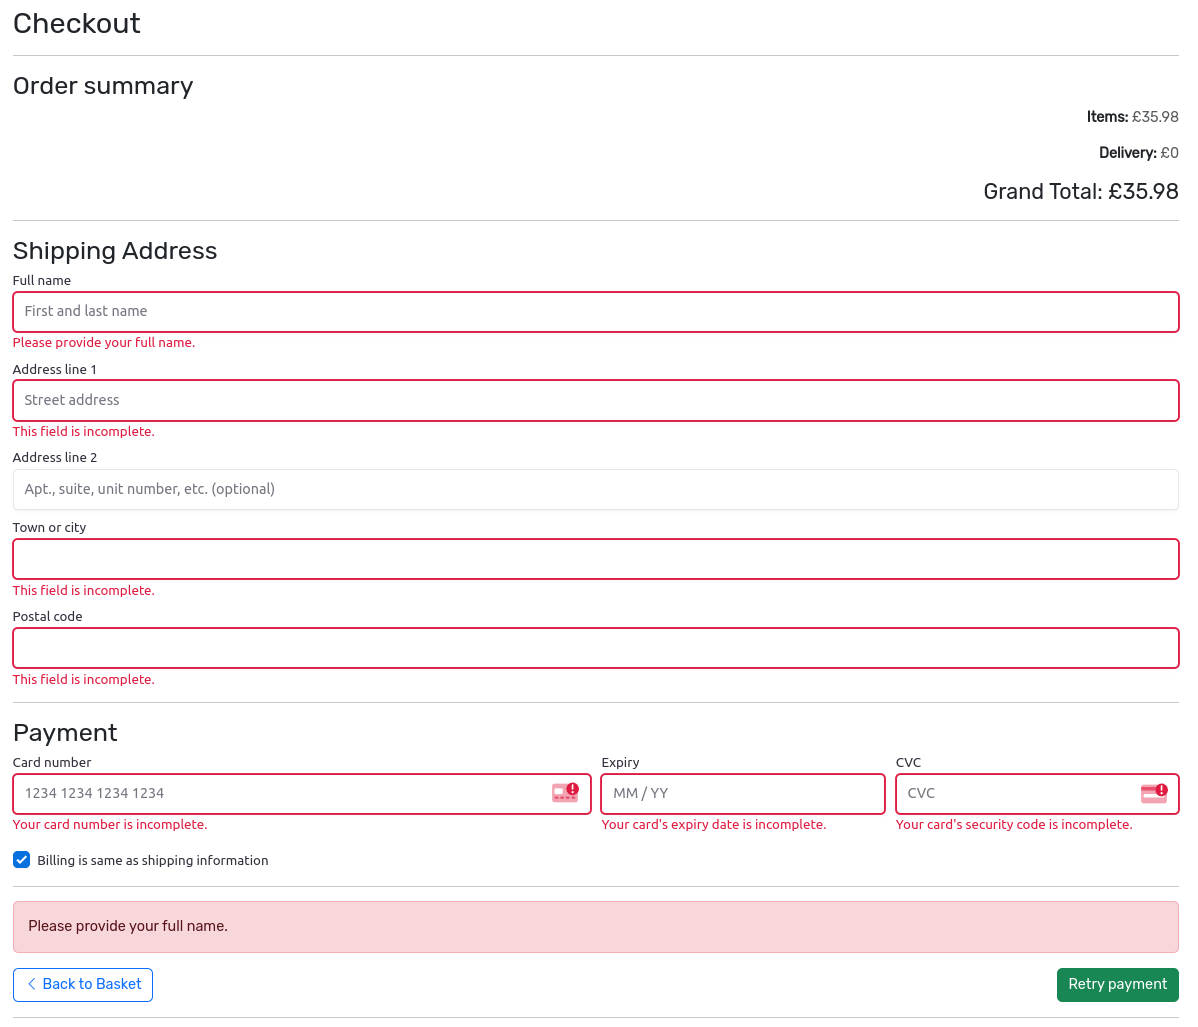 Checkout
Order summary
Items: £35.98
Delivery: £0
Grand Total: £35.98
Shipping Address
Full name
First and last name
Please provide your full name.
Address line 1
Street address
This field is incomplete.
Address line 2
Apt., suite, unit number, etc. (optional)
Town or city
This field is incomplete.
Postal code
This field is incomplete.
Payment
Card number Expiry CVC
1234 1234 1234 1234 MM / YY CVC
Your card number is incomplete. Your card's expiry date is incomplete. Your card's security code is incomplete.
Billing is same as shipping information
Please provide your full name.
Back to Basket Retry payment